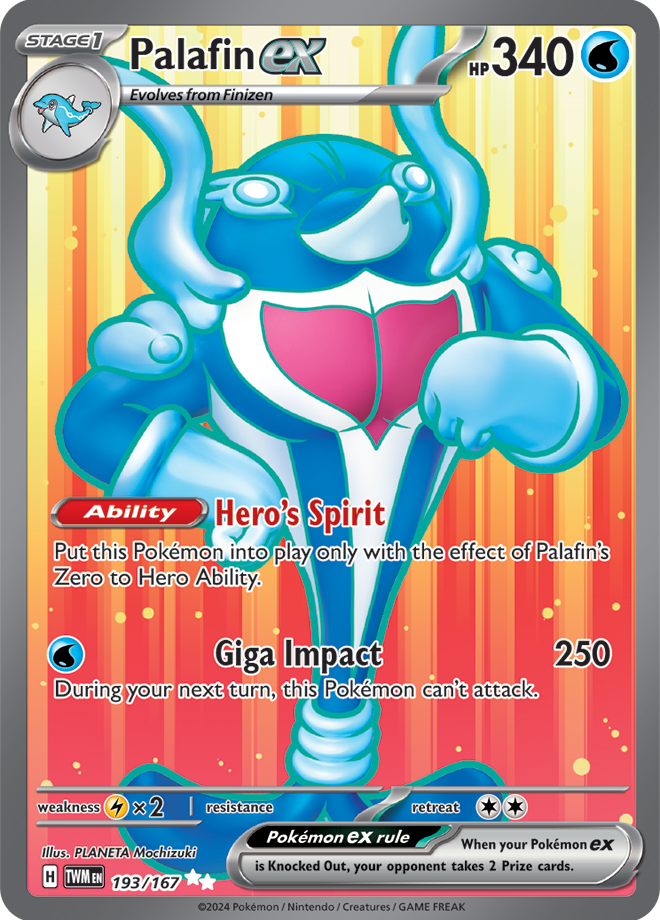 STAGE 1
Palafin ex
HP 340
Evolves from Finizen
Ability Hero's Spirit
Put this Pokémon into play only with the effect of Palafin's
Zero to Hero Ability.
Giga Impact 250
During your next turn, this Pokémon can't attack.
weakness ×2 resistance retreat
Illus. PLANETA Mochizuki
Pokémon ex rule When your Pokémon ex
is Knocked Out, your opponent takes 2 Prize cards.
H TWM EN 193/167
©2024 Pokémon / Nintendo / Creatures / GAME FREAK